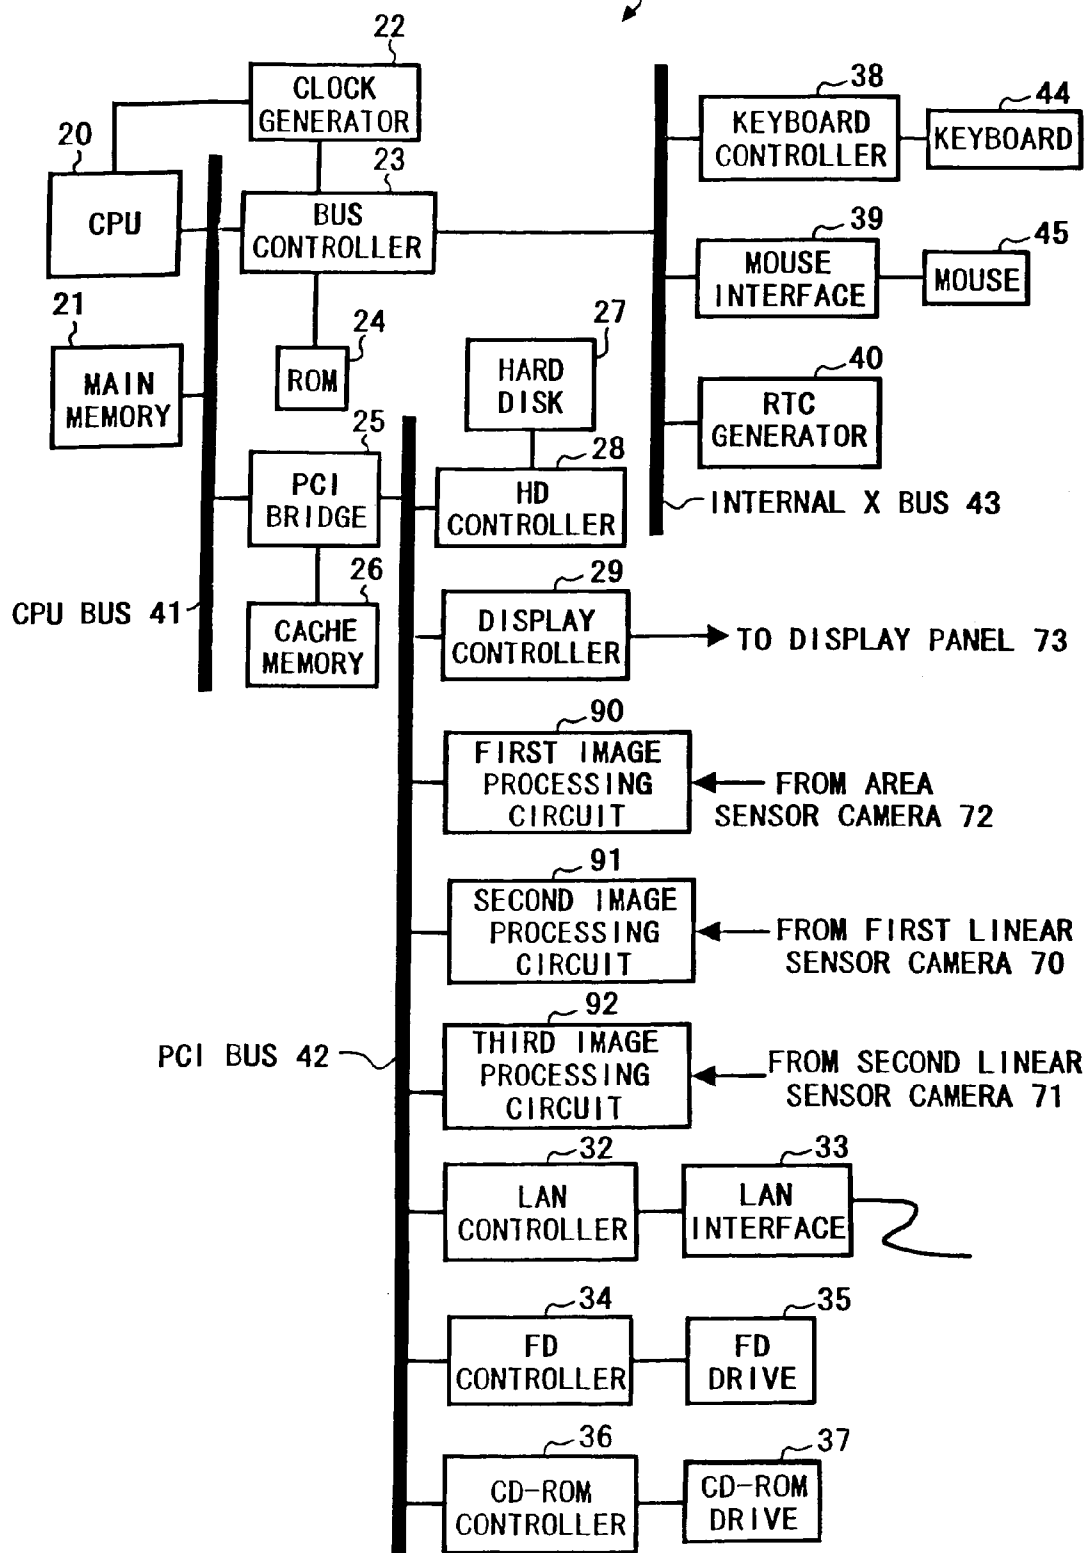 22
CLOCK
GENERATOR
20
CPU
23
BUS
CONTROLLER
38
KEYBOARD
CONTROLLER
44
KEYBOARD
39
MOUSE
INTERFACE
45
MOUSE
21
MAIN
MEMORY
24
ROM
27
HARD
DISK
40
RTC
GENERATOR
25
PCI
BRIDGE
28
HD
CONTROLLER
INTERNAL X BUS 43
26
CACHE
MEMORY
CPU BUS 41
29
DISPLAY
CONTROLLER
TO DISPLAY PANEL 73
90
FIRST IMAGE
PROCESSING
CIRCUIT
FROM AREA
SENSOR CAMERA 72
91
SECOND IMAGE
PROCESSING
CIRCUIT
FROM FIRST LINEAR
SENSOR CAMERA 70
PCI BUS 42
92
THIRD IMAGE
PROCESSING
CIRCUIT
FROM SECOND LINEAR
SENSOR CAMERA 71
32
LAN
CONTROLLER
33
LAN
INTERFACE
34
FD
CONTROLLER
35
FD
DRIVE
36
CD-ROM
CONTROLLER
37
CD-ROM
DRIVE